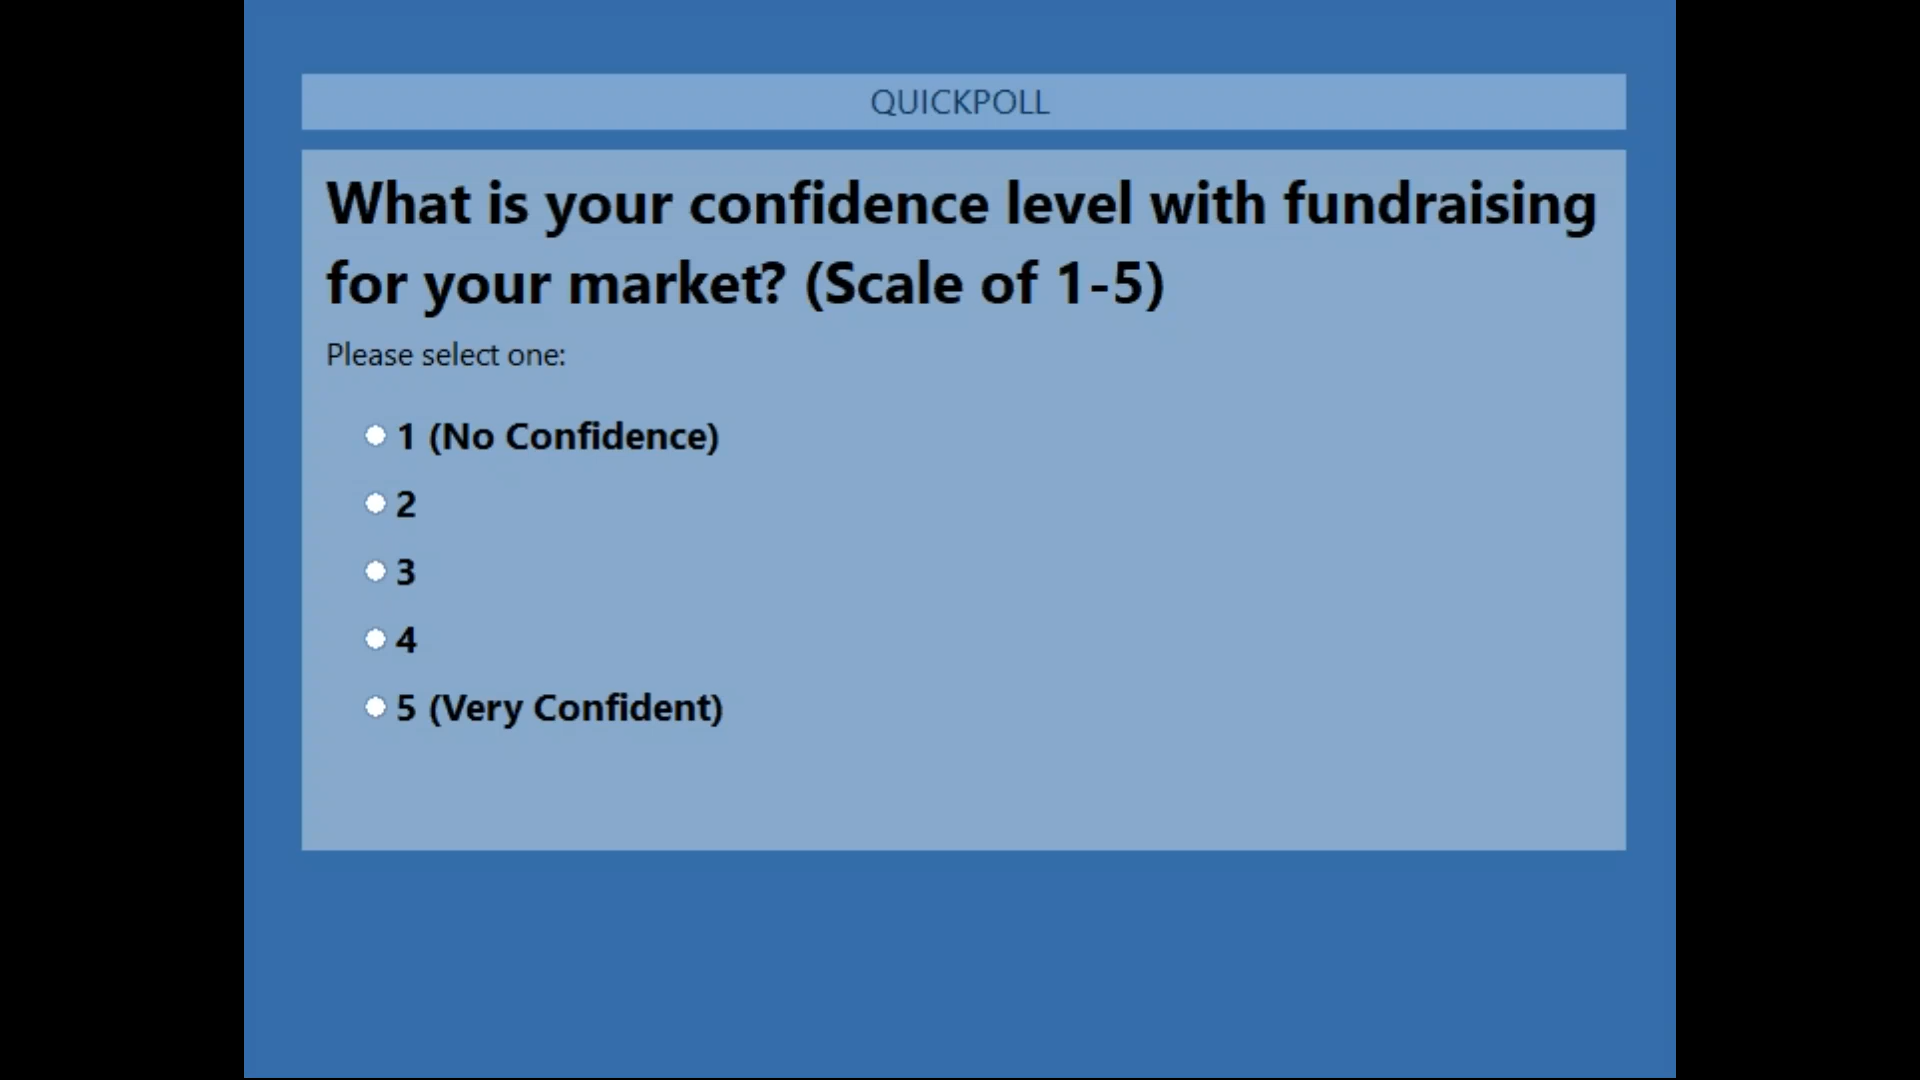 QUICKPOLL
What is your confidence level with fundraising
for your market? (Scale of 1-5)
Please select one:
1 (No Confidence)
2
3
4
5 (Very Confident)